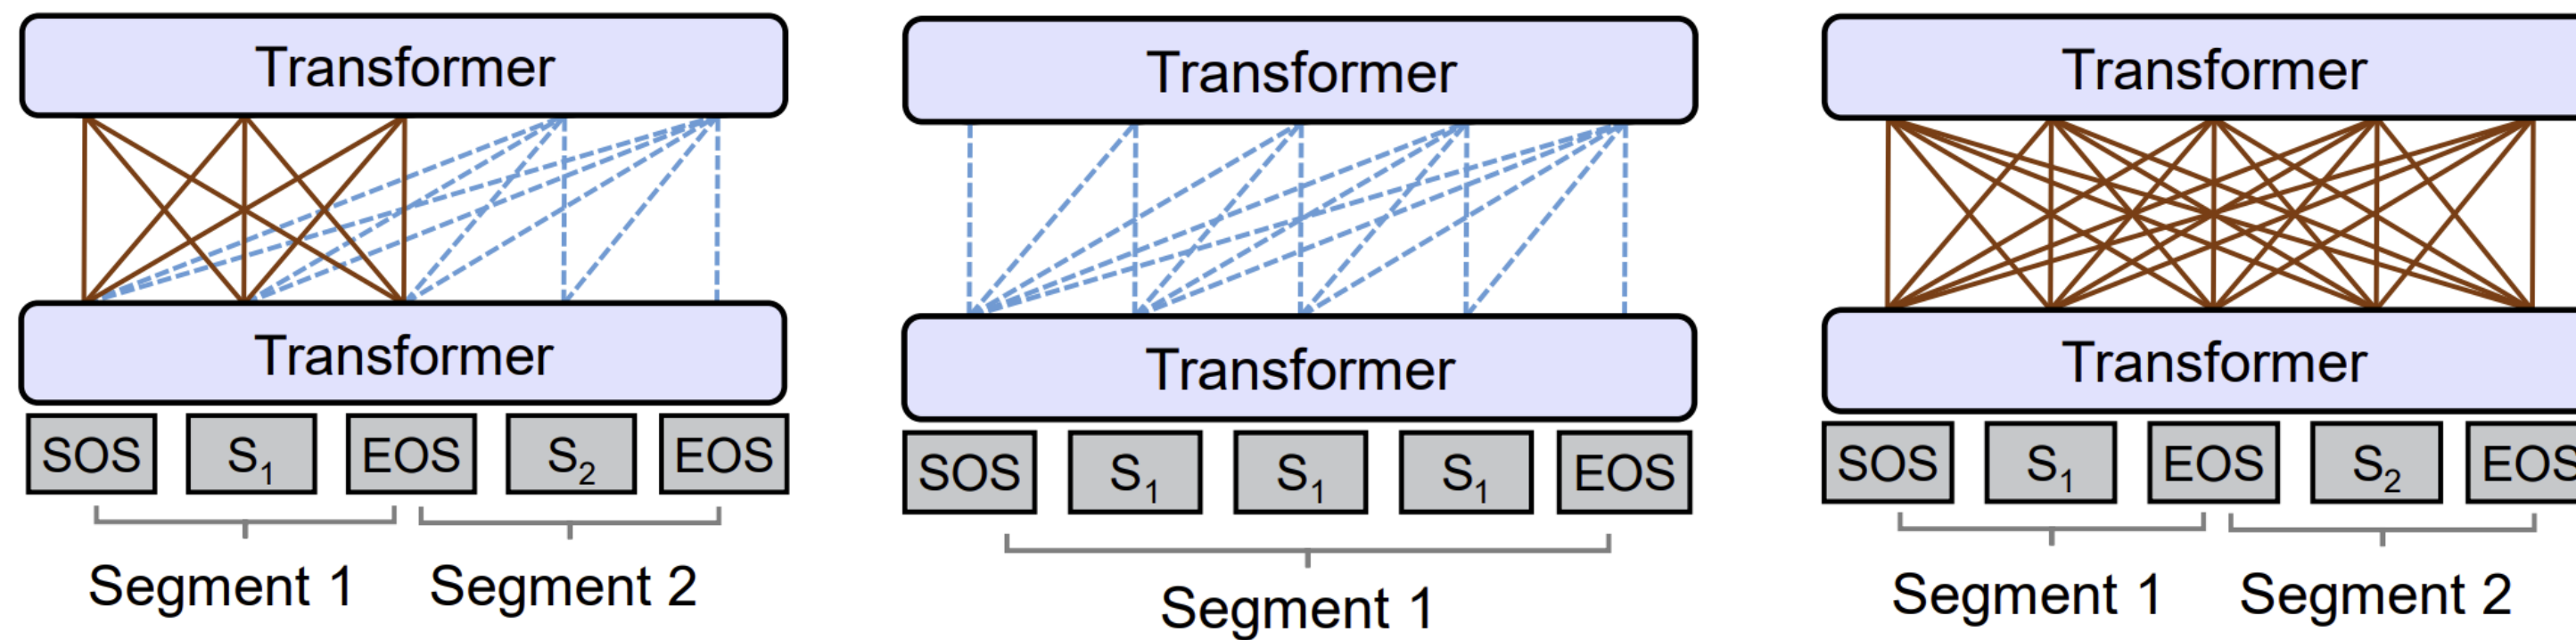 Transformer Transformer Transformer
Transformer Transformer Transformer
SOS S1 EOS S2 EOS SOS S1 S1 S1 EOS SOS S1 EOS S2 EOS
Segment 1 Segment 2 Segment 1 Segment 1 Segment 2